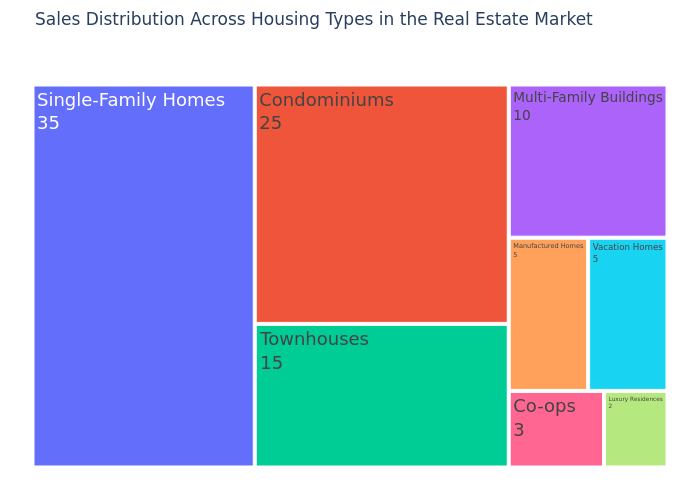 Sales Distribution Across Housing Types in the Real Estate Market
Single-Family Homes
35
Condominiums
25
Townhouses
15
Multi-Family Buildings
10
Manufactured Homes
5
Vacation Homes
5
Co-ops
3
Luxury Residences
2